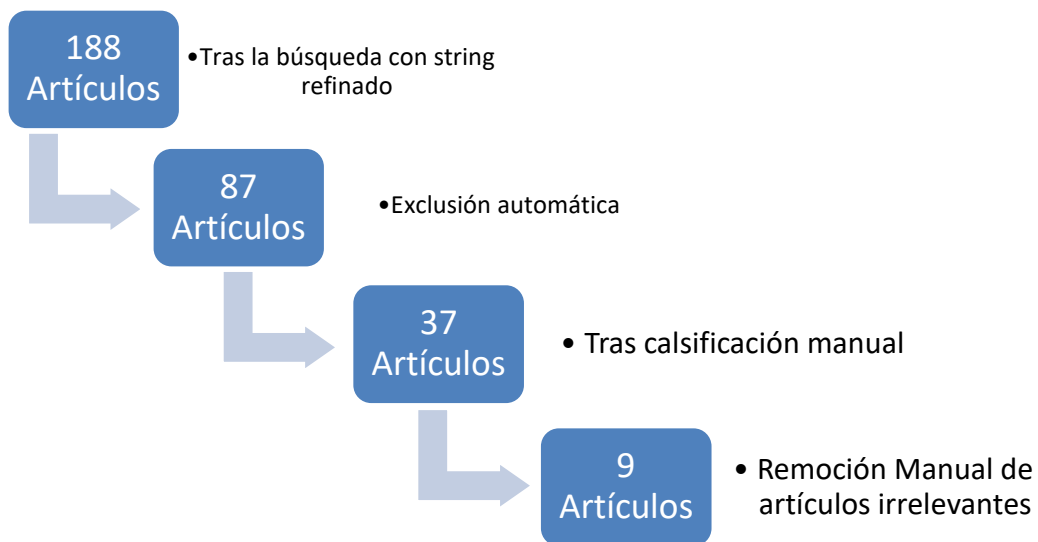 188
Artículos
•Tras la búsqueda con string
refinado
87
Artículos
•Exclusión automática
37
Artículos
• Tras calsificación manual
9
Artículos
• Remoción Manual de
artículos irrelevantes